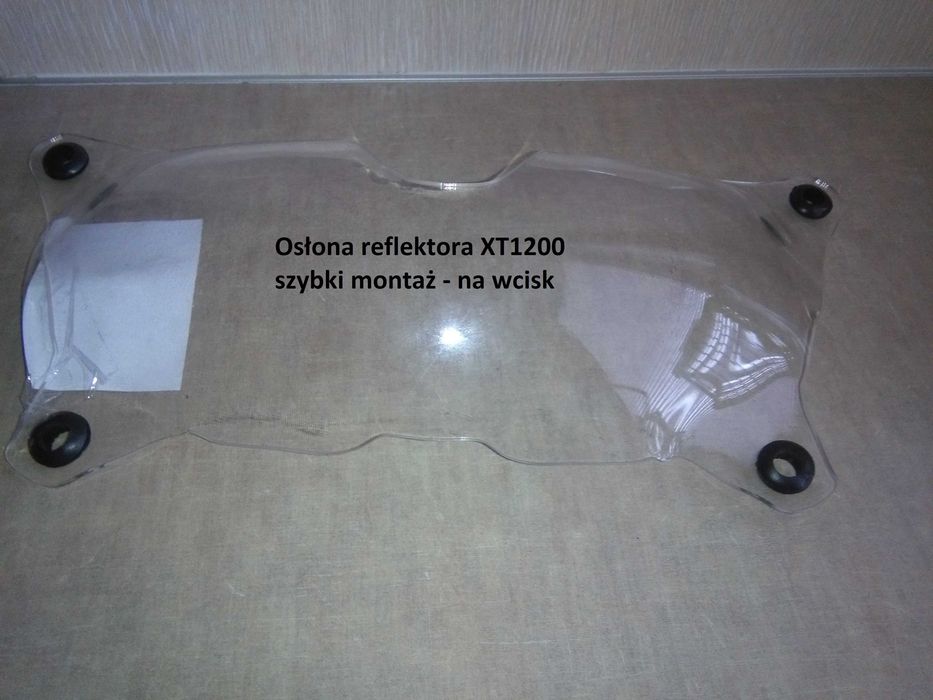 Osłona reflektora XT1200
szybki montaż - na wcisk